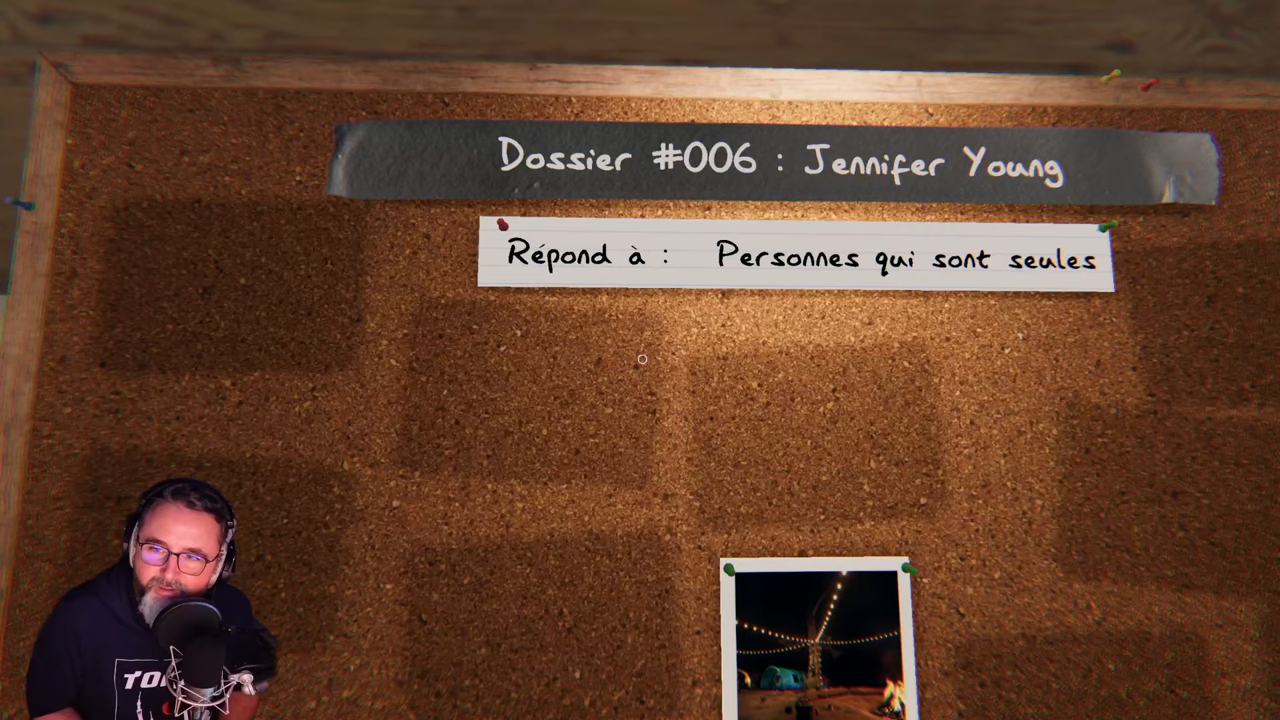 Dossier #006 : Jennifer Young
Répond à : Personnes qui sont seules